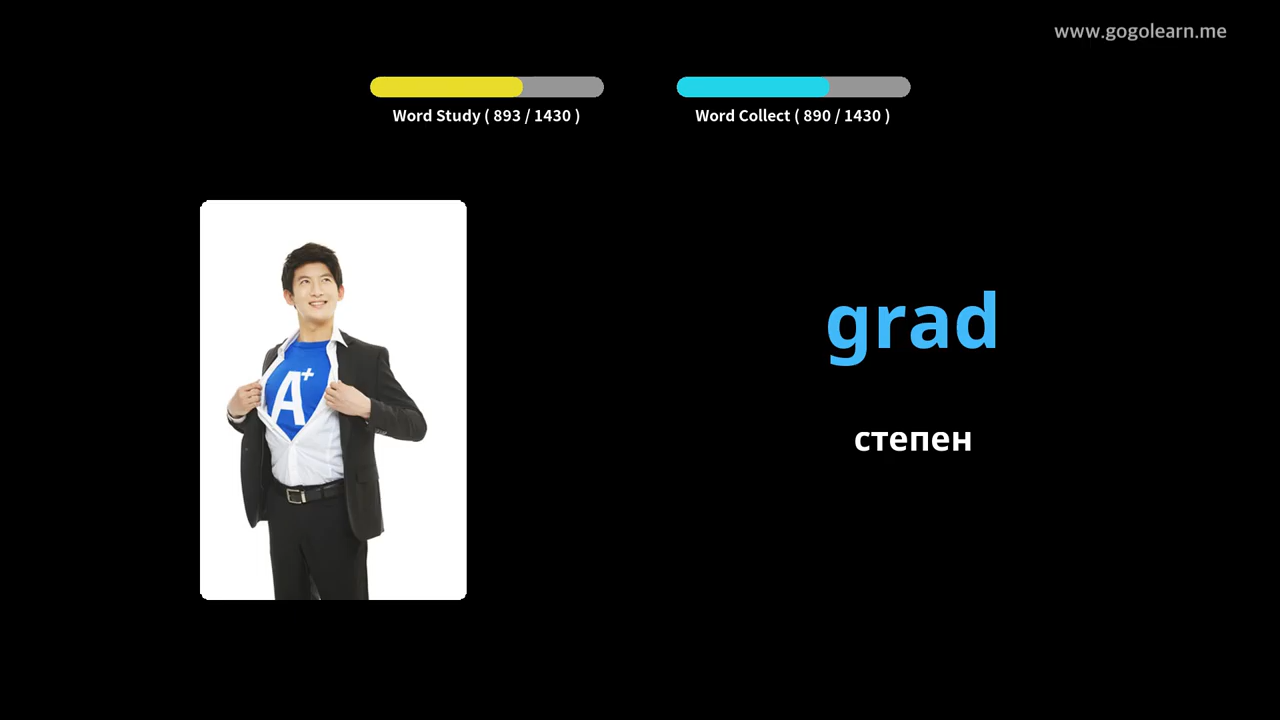 www.gogolearn.me
Word Study ( 893 / 1430 )
Word Collect ( 890 / 1430 )
A+
grad
степен